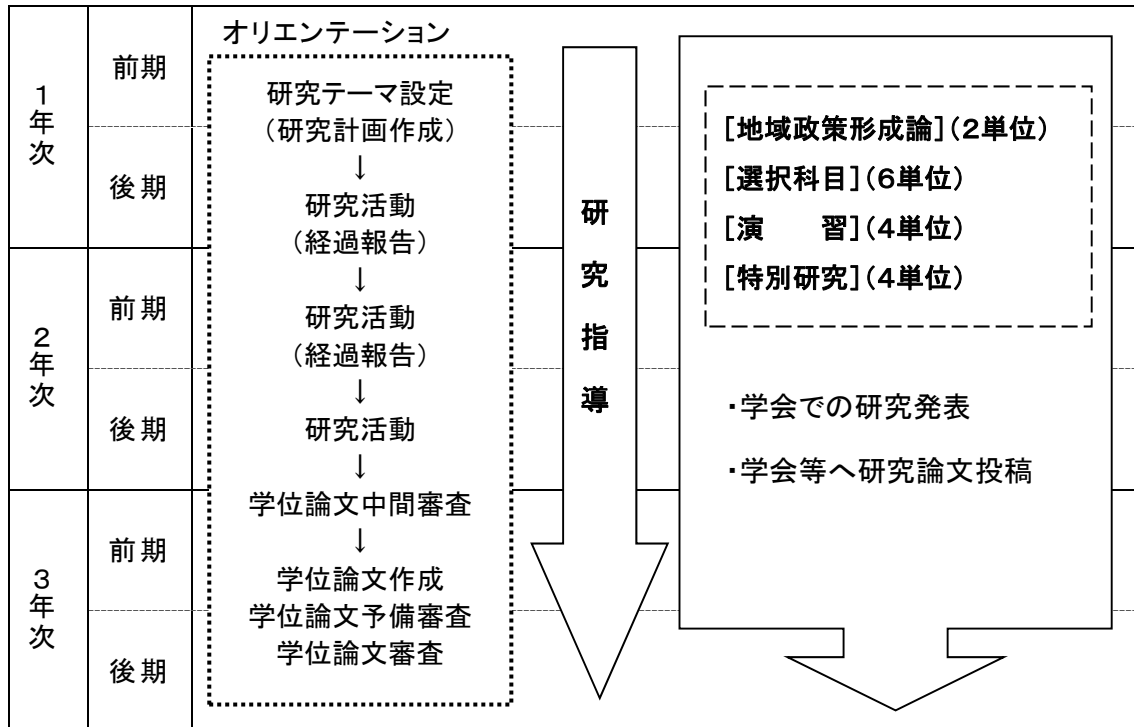 1年次
前期
後期
2年次
前期
後期
3年次
前期
後期
オリエンテーション
研究テーマ設定
(研究計画作成)
↓
研究活動
(経過報告)
↓
研究活動
(経過報告)
↓
研究活動
↓
学位論文中間審査
↓
学位論文作成
学位論文予備審査
学位論文審査
研究指導
[地域政策形成論](2単位)
[選択科目](6単位)
[演　　習](4単位)
[特別研究](4単位)
・学会での研究発表
・学会等へ研究論文投稿